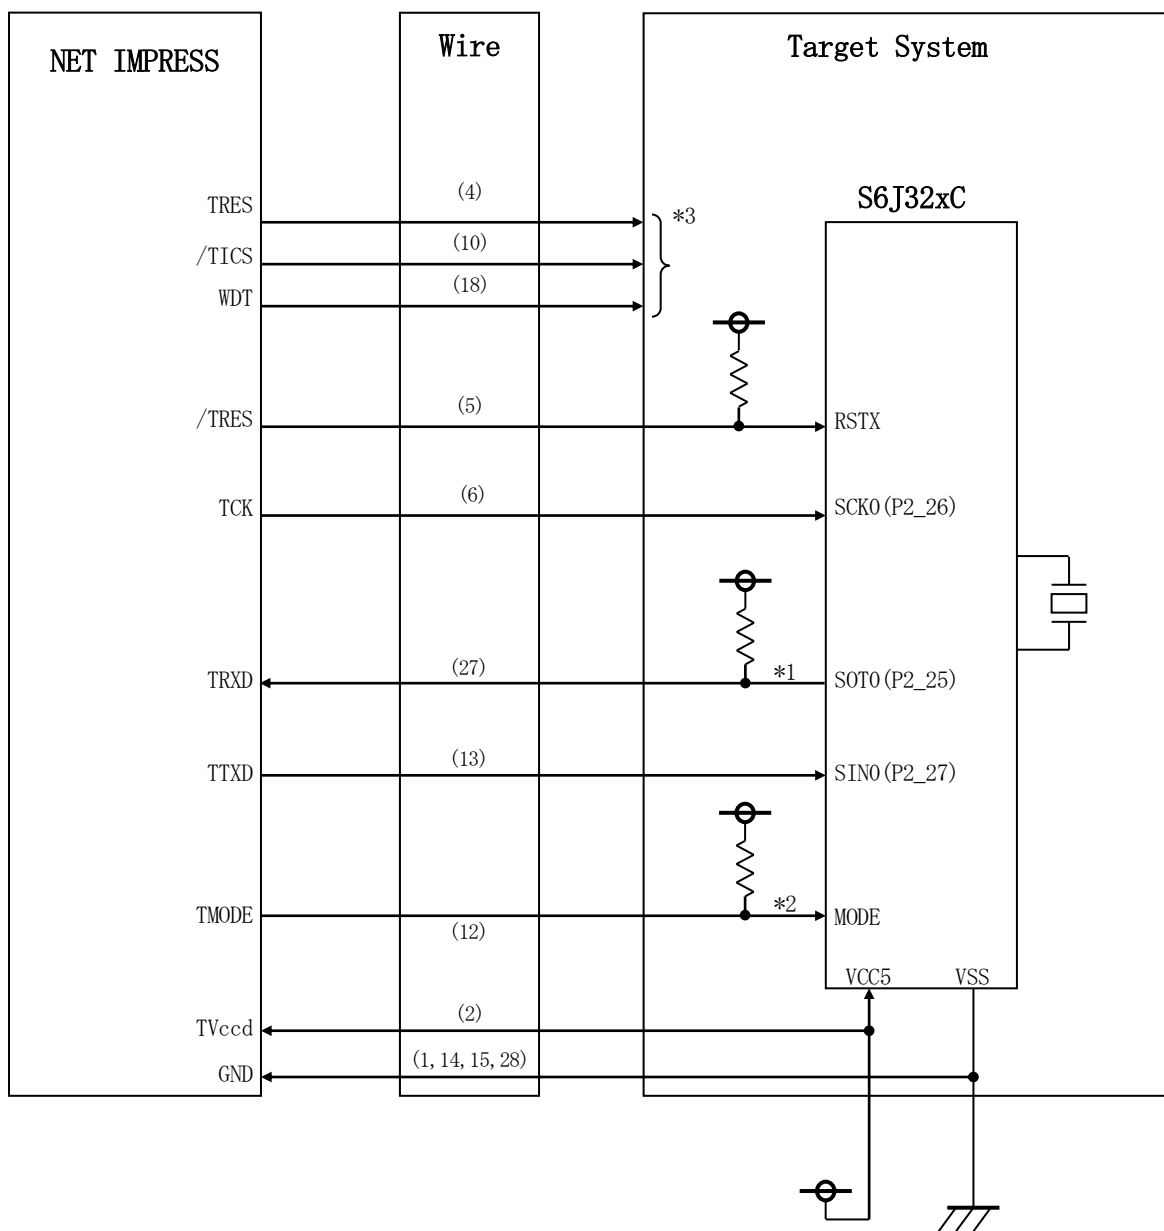 NET IMPRESS
Wire
Target System
S6J32xC
TRES
(4)
*3
/TICS
(10)
WDT
(18)
/TRES
(5)
RSTX
TCK
(6)
SCK0(P2_26)
TRXD
(27)
*1
SOT0(P2_25)
TTXD
(13)
SIN0(P2_27)
TMODE
(12)
*2
MODE
VCC5
VSS
TVccd
(2)
GND
(1,14,15,28)